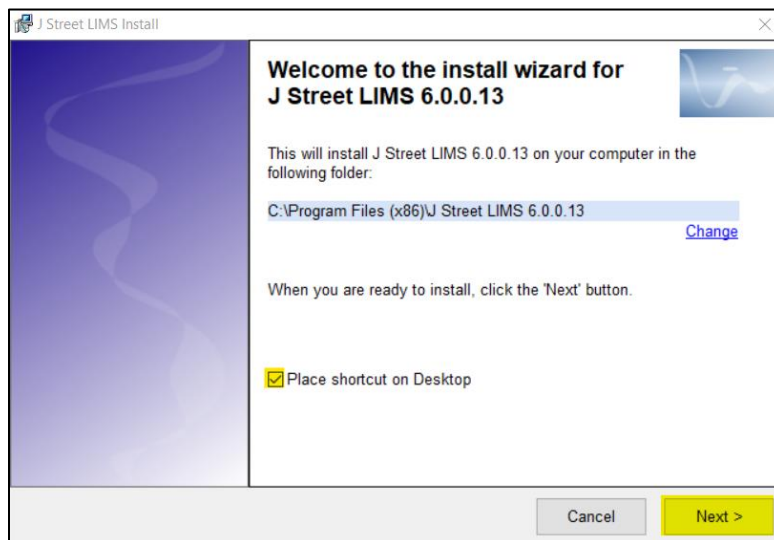 J Street LIMS Install
Welcome to the install wizard for
J Street LIMS 6.0.0.13
This will install J Street LIMS 6.0.0.13 on your computer in the
following folder:
C:\Program Files (x86)\J Street LIMS 6.0.0.13
Change
When you are ready to install, click the 'Next' button.
Place shortcut on Desktop
Cancel
Next >